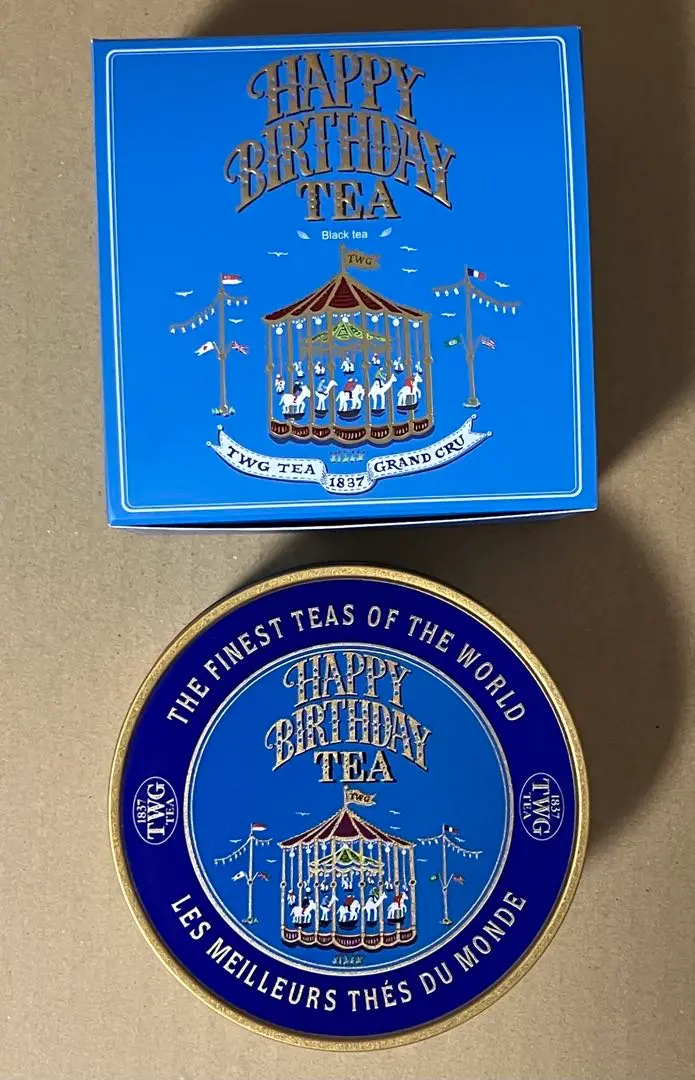 HAPPY
BIRTHDAY
TEA
Black tea
TWG
TWG TEA 1837 GRAND CRU
THE FINEST TEAS OF THE WORLD
HAPPY
BIRTHDAY
TEA
TWG
1837
TWG
TEA
1837
TWG
TEA
LES MEILLEURS THÉS DU MONDE